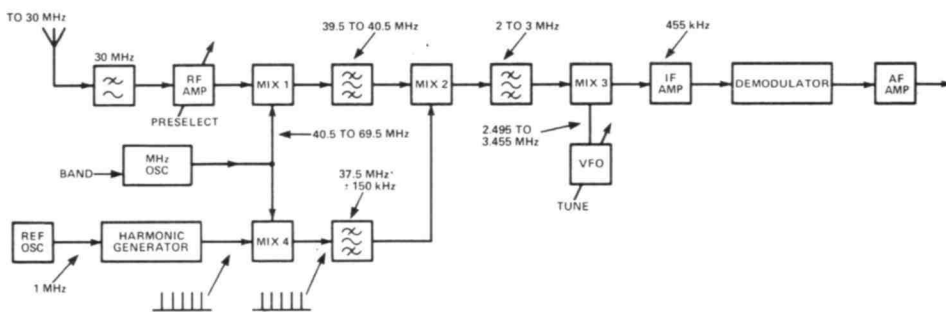 TO 30 MHz
30 MHz
RF
AMP
PRESELECT
MIX 1
39.5 TO 40.5 MHz
MIX 2
2 TO 3 MHz
MIX 3
455 kHz
IF
AMP
DEMODULATOR
AF
AMP
40.5 TO 69.5 MHz
2.495 TO
3.455 MHz
VFO
TUNE
BAND
MHz
OSC
37.5 MHz
± 150 kHz
REF
OSC
HARMONIC
GENERATOR
MIX 4
1 MHz